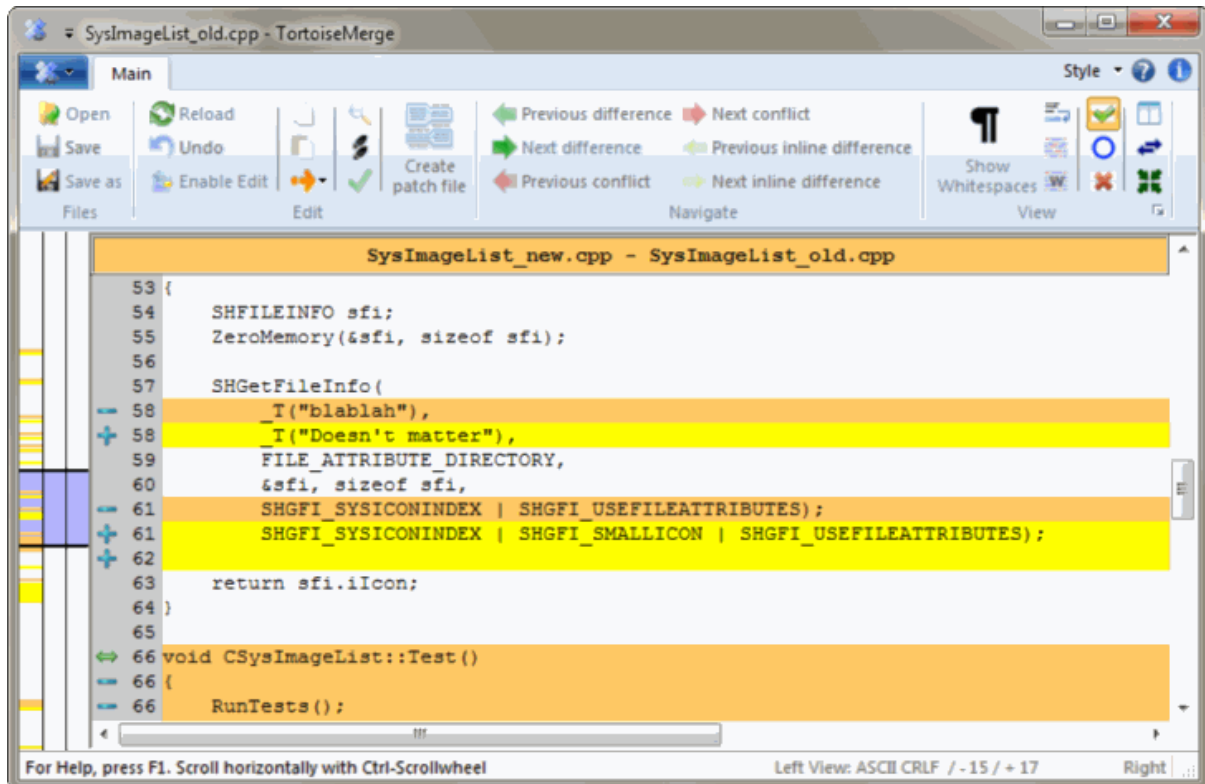 SysImageList_old.cpp - TortoiseMerge
Main
Style
Open
Reload
Previous difference
Next conflict
Save
Undo
Next difference
Previous inline difference
Save as
Enable Edit
Create patch file
Previous conflict
Next inline difference
Show Whitespaces
Files
Edit
Navigate
View
SysImageList_new.cpp - SysImageList_old.cpp
53 {
54 SHFILEINFO sfi;
55 ZeroMemory(&sfi, sizeof sfi);
56
57 SHGetFileInfo(
58 _T("blablah"),
58 _T("Doesn't matter"),
59 FILE_ATTRIBUTE_DIRECTORY,
60 &sfi, sizeof sfi,
61 SHGFI_SYSICONINDEX | SHGFI_USEFILEATTRIBUTES);
61 SHGFI_SYSICONINDEX | SHGFI_SMALLICON | SHGFI_USEFILEATTRIBUTES);
62
63 return sfi.iIcon;
64 }
65
66 void CSysImageList::Test()
66 {
66 RunTests();
For Help, press F1. Scroll horizontally with Ctrl-Scrollwheel
Left View: ASCII CRLF / - 15 / + 17
Right